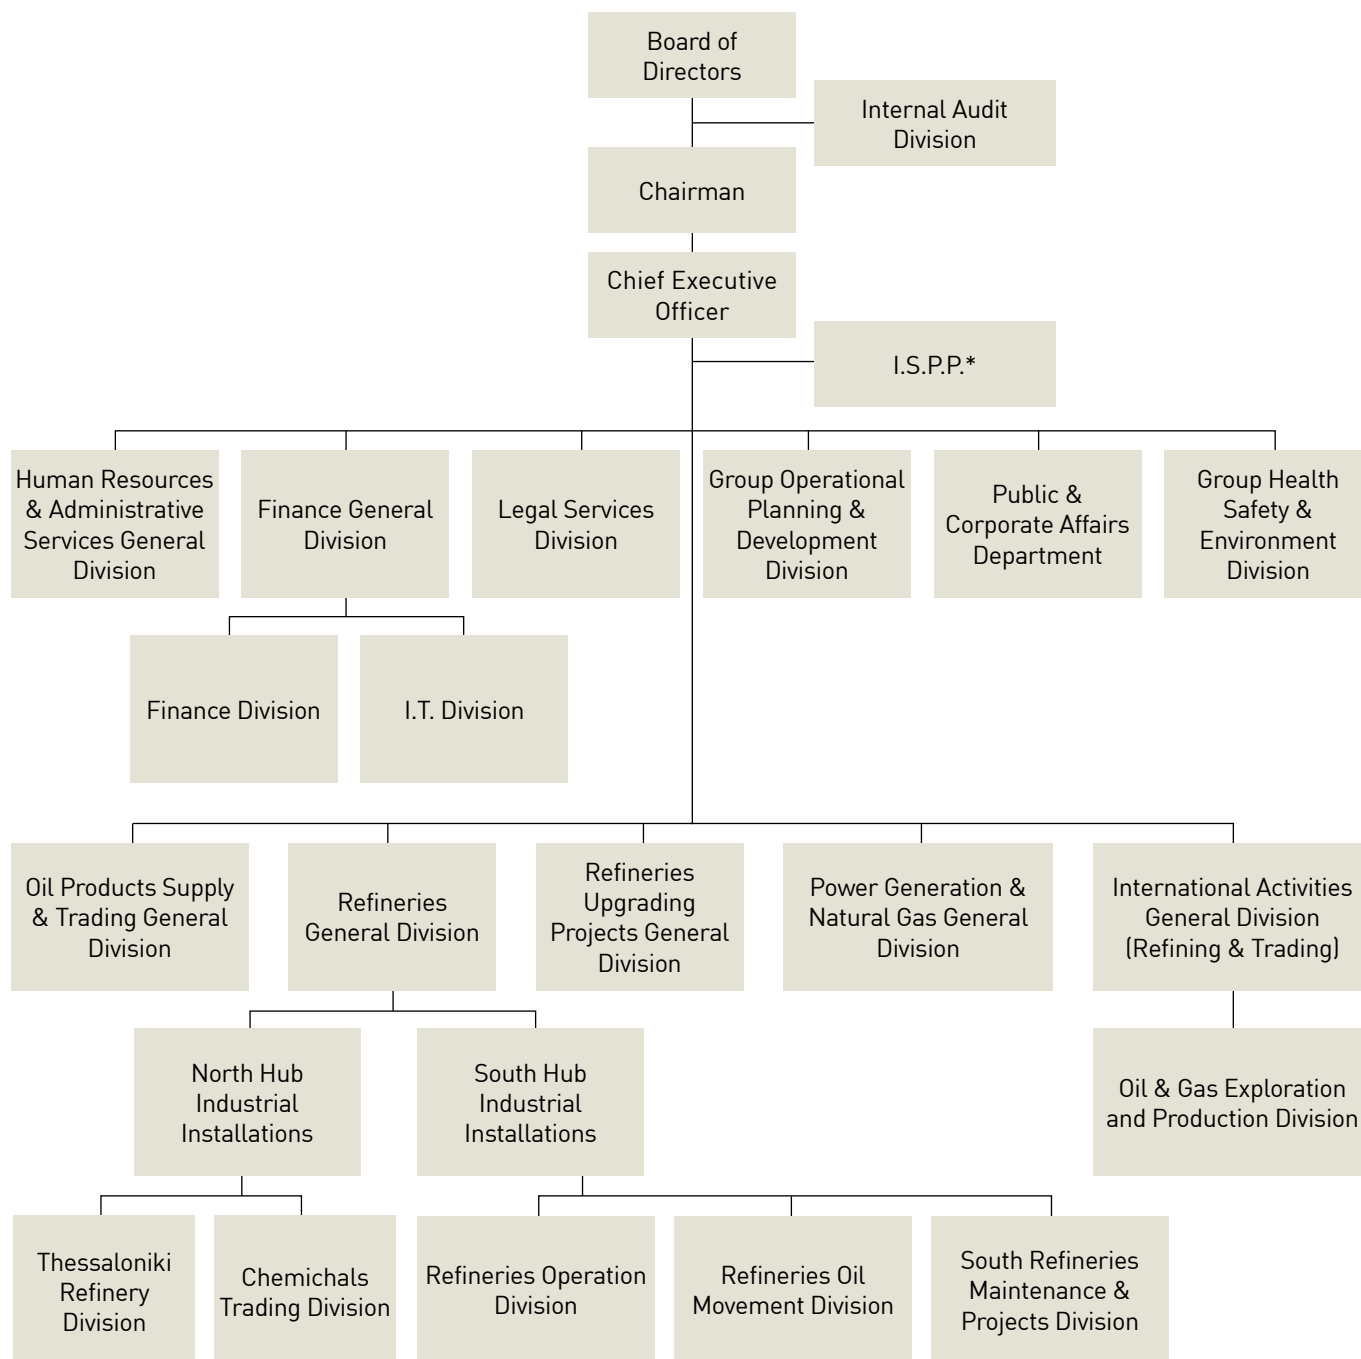 Board of
Directors
Internal Audit
Division
Chairman
Chief Executive
Officer
I.S.P.P.*
Human Resources
& Administrative
Services General
Division
Finance General
Division
Legal Services
Division
Group Operational
Planning &
Development
Division
Public &
Corporate Affairs
Department
Group Health
Safety &
Environment
Division
Finance Division
I.T. Division
Oil Products Supply
& Trading General
Division
Refineries
General Division
Refineries
Upgrading
Projects General
Division
Power Generation &
Natural Gas General
Division
International Activities
General Division
(Refining & Trading)
North Hub
Industrial
Installations
South Hub
Industrial
Installations
Oil & Gas Exploration
and Production Division
Thessaloniki
Refinery
Division
Chemichals
Trading Division
Refineries Operation
Division
Refineries Oil
Movement Division
South Refineries
Maintenance &
Projects Division